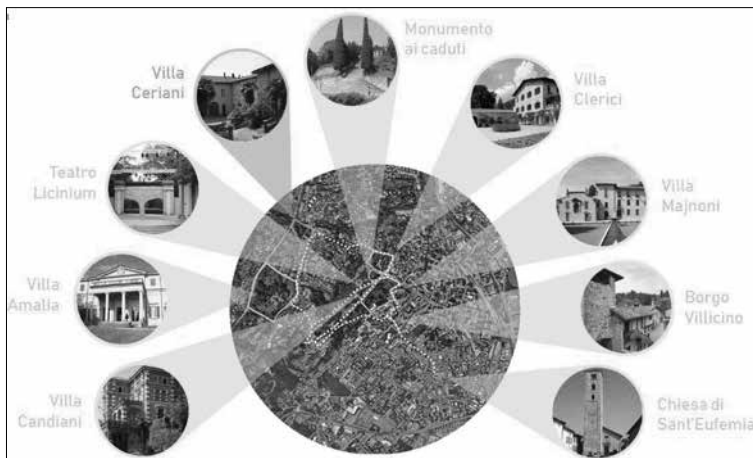 Monumento
ai caduti
Villa
Ceriani
Villa
Clerici
Teatro
Licinium
Villa
Majnoni
Villa
Amalia
Borgo
Villicino
Villa
Candiani
Chiesa di
Sant'Eufemia